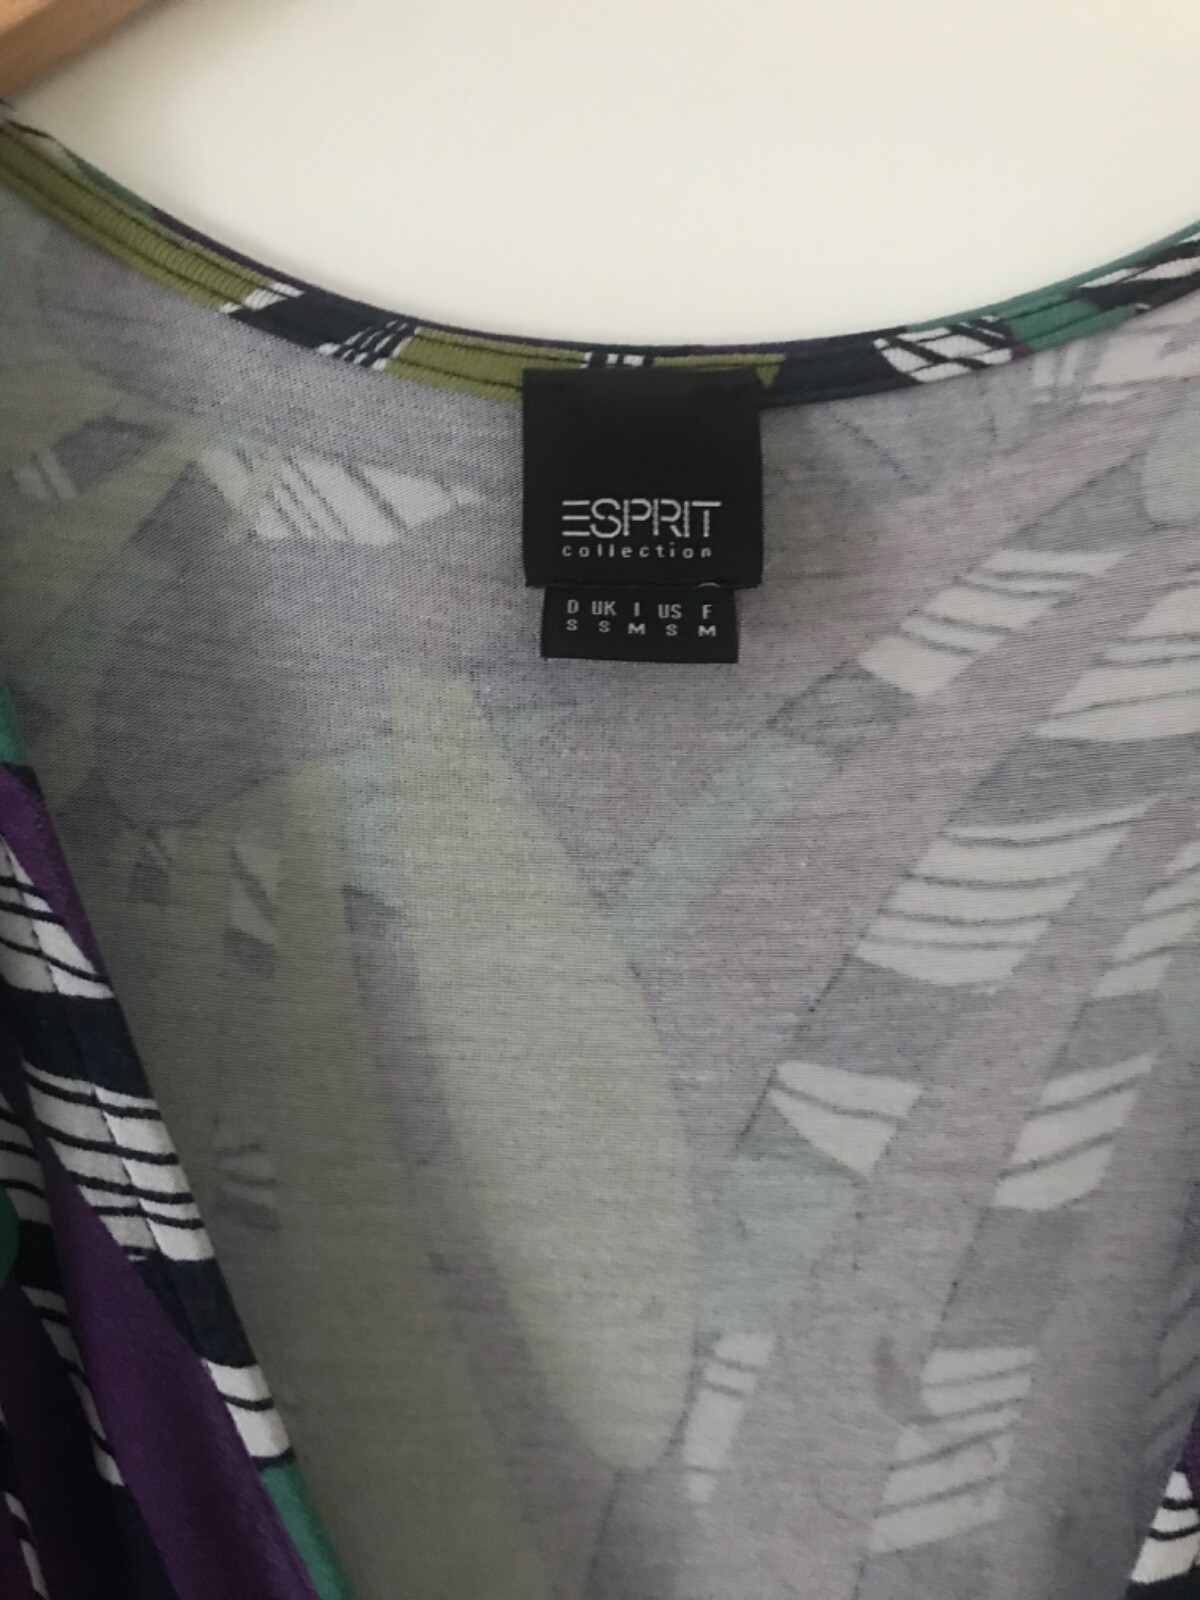 ESPRIT
collection
D UK I US F
S S M S M